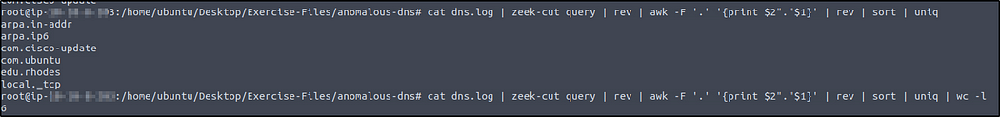 com.cisco-update
root@ip- 3:/home/ubuntu/Desktop/Exercise-Files/anomalous-dns# cat dns.log | zeek-cut query | rev | awk -F '.' '{print $2"."$1}' | rev | sort | uniq
arpa.in-addr
arpa.ip6
com.cisco-update
com.ubuntu
edu.rhodes
local._tcp
root@ip- :/home/ubuntu/Desktop/Exercise-Files/anomalous-dns# cat dns.log | zeek-cut query | rev | awk -F '.' '{print $2"."$1}' | rev | sort | uniq | wc -l
6